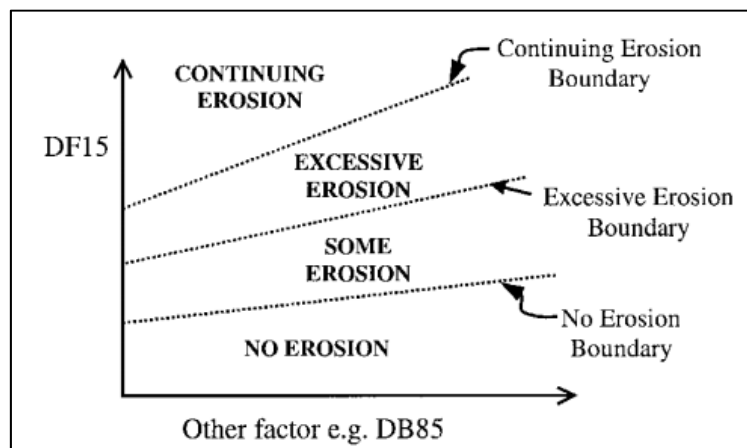 CONTINUING
EROSION
Continuing Erosion
Boundary
DF15
EXCESSIVE
EROSION
Excessive Erosion
Boundary
SOME
EROSION
No Erosion
Boundary
NO EROSION
Other factor e.g. DB85